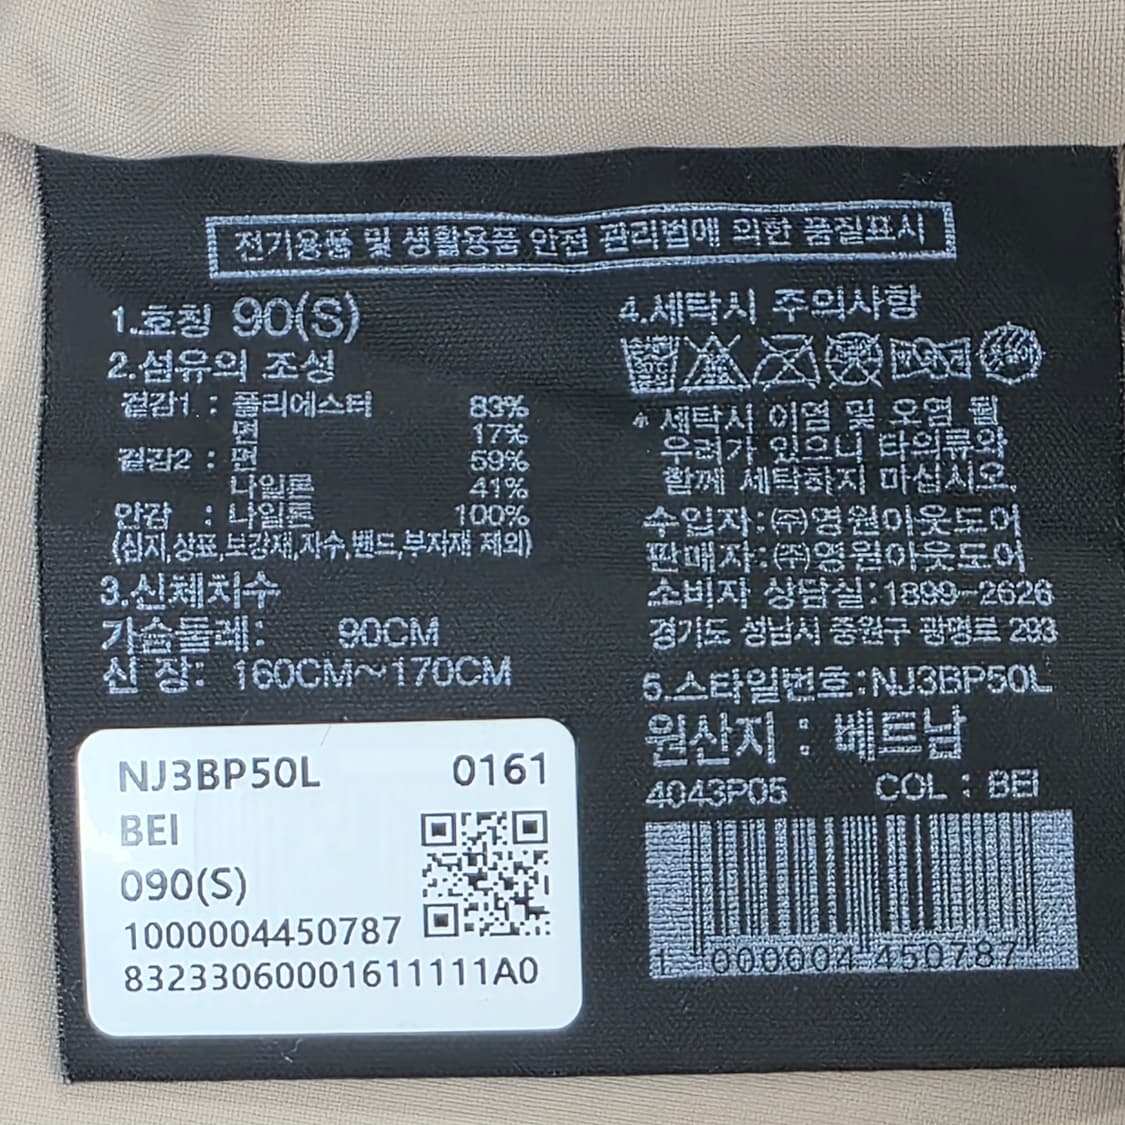 전기용품 및 생활용품 안전 관리법에 의한 품질표시
1.호칭 90(S)
2.섬유의 조성
겉감1 : 폴리에스터 83%
면 17%
겉감2 : 면 59%
나일론 41%
안감 : 나일론 100%
(심지,상표,보강재,자수,밴드,부자재 제외)
3.신체치수
가슴둘레: 90CM
신 장: 160CM~170CM
4.세탁시 주의사항
* 세탁시 이염 및 오염 될
우려가 있으니 타의류와
함께 세탁하지 마십시오.
수입자:㈜영원아웃도어
판매자:㈜영원아웃도어
소비자 상담실:1899-2626
경기도 성남시 중원구 광명로 293
5.스타일번호:NJ3BP50L
원산지 : 베트남
4043P05 COL : BEI
1 000004 450787
NJ3BP50L 0161
BEI
090(S)
1000004450787
83233060001611111A0